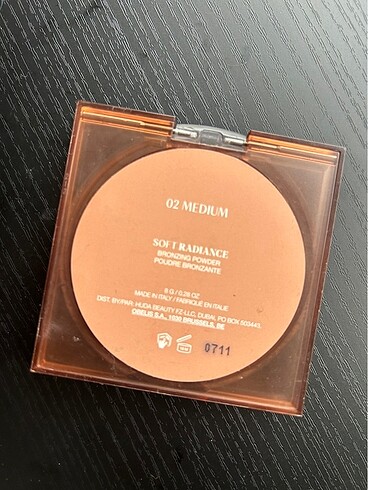 02 MEDIUM
SOFT RADIANCE
BRONZING POWDER
POUDRE BRONZANTE
8 G / 0.28 OZ
MADE IN ITALY / FABRIQUÉ EN ITALIE
DIST. BY/PAR: HUDA BEAUTY FZ-LLC, DUBAI, PO BOX 503445.
OBELIS S.A., 1030 BRUSSELS, BE
0711